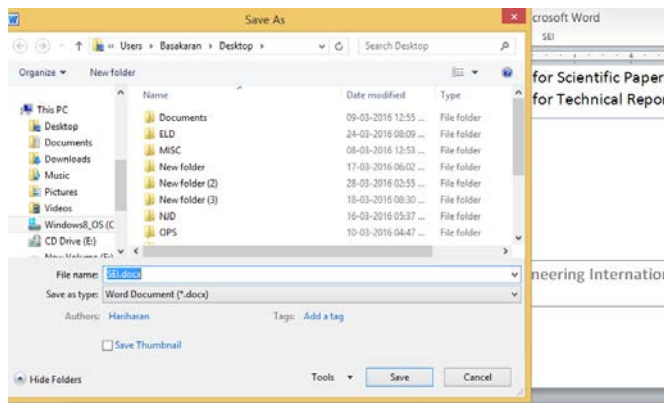 Save As
« Users ▸ Basakaran ▸ Desktop ▸
Search Desktop
Organize
New folder
Name
Date modified
Type
This PC
Desktop
Documents
Downloads
Music
Pictures
Videos
Windows8_OS (C
CD Drive (E:)
New Volume (F:)
Documents 09-03-2016 12:55 ... File folder
ELD 24-03-2016 08:09 ... File folder
MISC 08-03-2016 12:53 ... File folder
New folder 17-03-2016 06:02 ... File folder
New folder (2) 28-03-2016 02:55 ... File folder
New folder (3) 18-03-2016 08:30 ... File folder
NJD 16-03-2016 05:37 ... File folder
OPS 10-03-2016 04:47 ... File folder
File name: SEI.docx
Save as type: Word Document (*.docx)
Authors: Hariharan
Tags: Add a tag
Save Thumbnail
Hide Folders
Tools
Save
Cancel
crosoft Word
SEI
for Scientific Paper
for Technical Repor
neering Internation